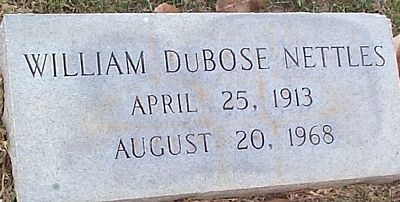 WILLIAM DuBOSE NETTLES
APRIL 25, 1913
AUGUST 20, 1968